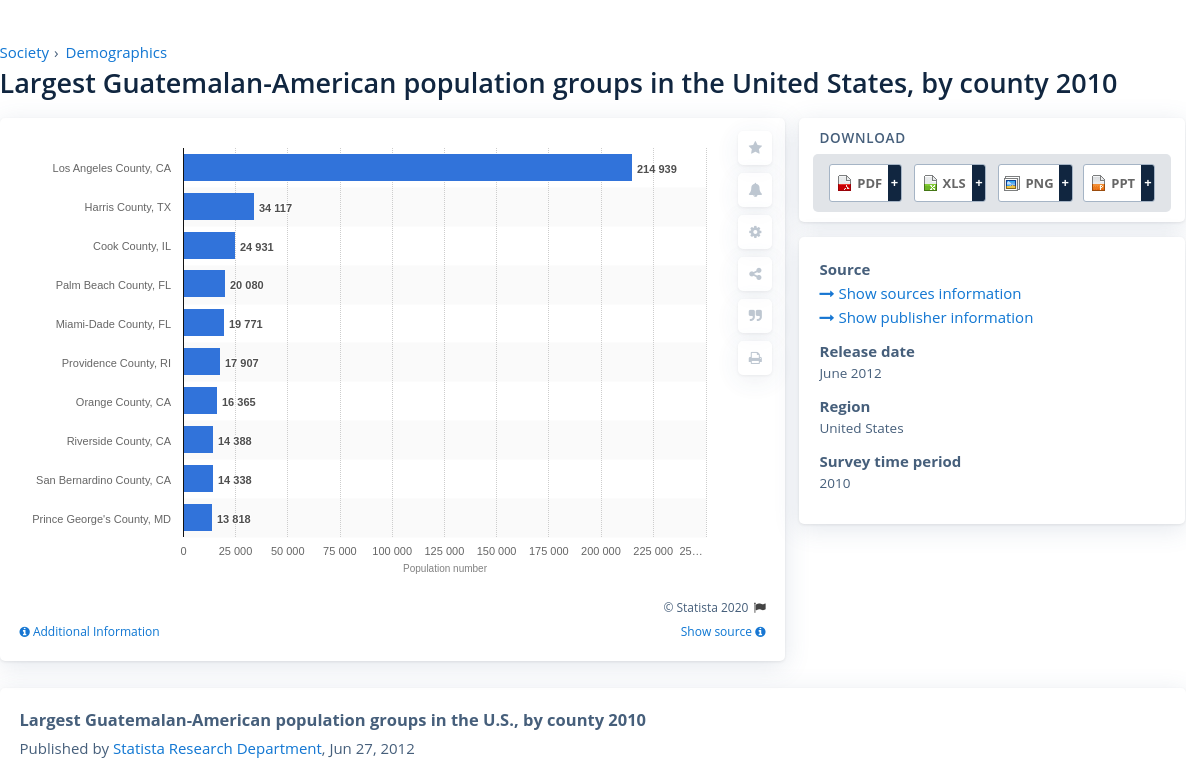 Society › Demographics
Largest Guatemalan-American population groups in the United States, by county 2010
Los Angeles County, CA 214 939
Harris County, TX 34 117
Cook County, IL 24 931
Palm Beach County, FL 20 080
Miami-Dade County, FL 19 771
Providence County, RI 17 907
Orange County, CA 16 365
Riverside County, CA 14 388
San Bernardino County, CA 14 338
Prince George's County, MD 13 818
0 25 000 50 000 75 000 100 000 125 000 150 000 175 000 200 000 225 000 25…
Population number
© Statista 2020
Additional Information Show source
DOWNLOAD
PDF + XLS + PNG + PPT +
Source
Show sources information
Show publisher information
Release date
June 2012
Region
United States
Survey time period
2010
Largest Guatemalan-American population groups in the U.S., by county 2010
Published by Statista Research Department, Jun 27, 2012